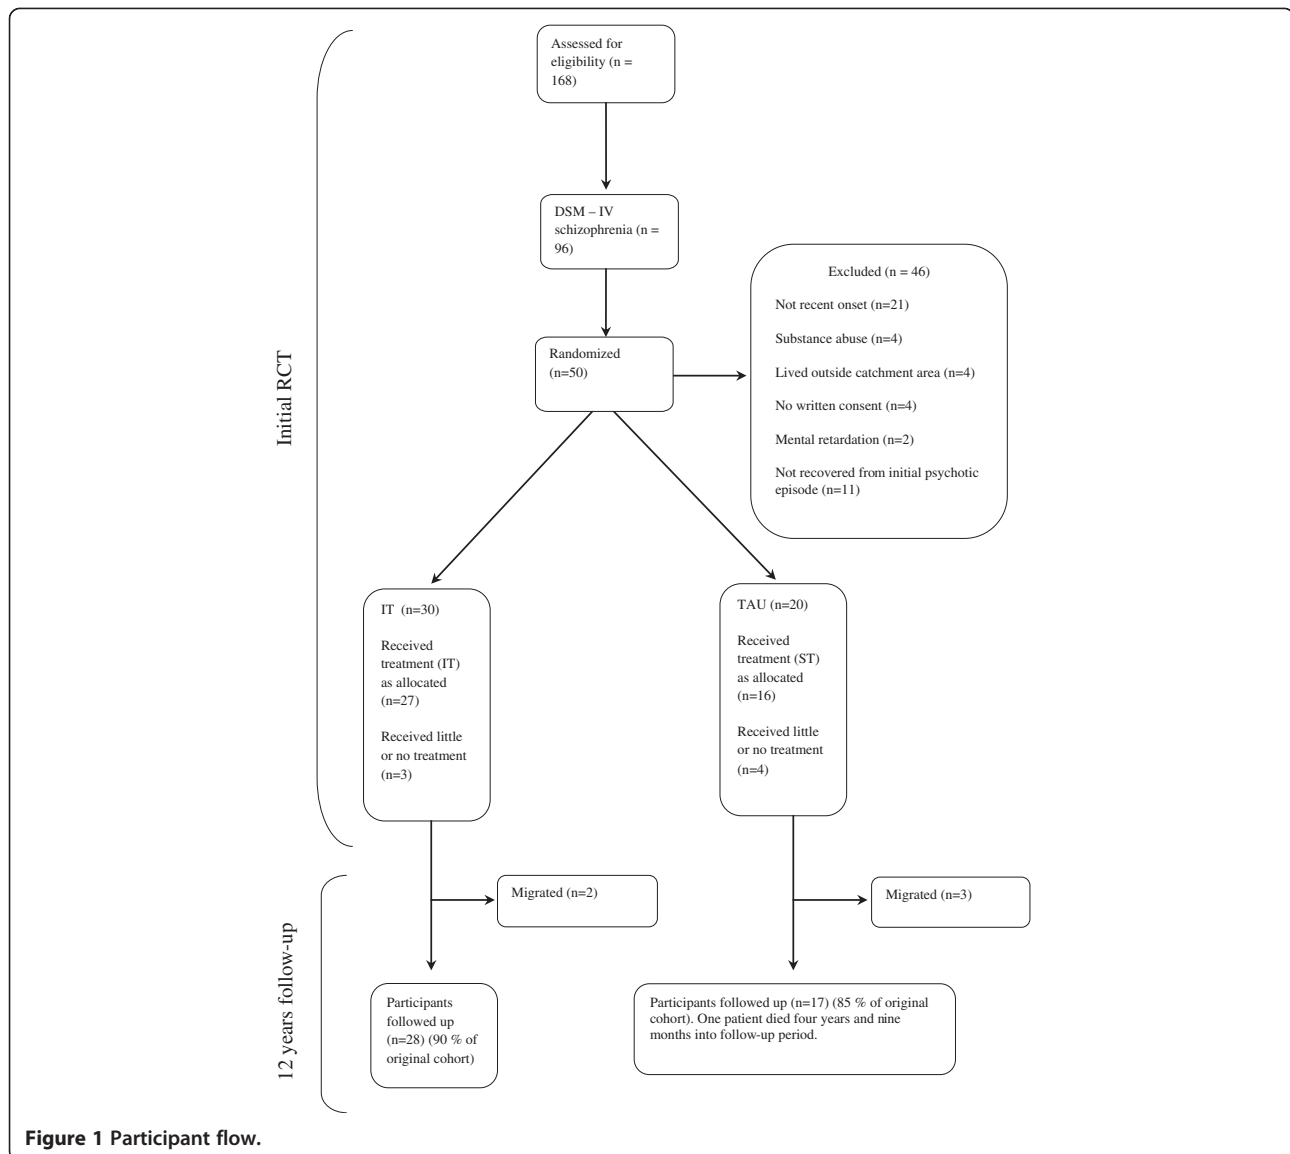 Assessed for
eligibility (n =
168)
DSM – IV
schizophrenia (n =
96)
Excluded (n = 46)
Not recent onset (n=21)
Substance abuse (n=4)
Lived outside catchment area (n=4)
No written consent (n=4)
Mental retardation (n=2)
Not recovered from initial psychotic
episode (n=11)
Randomized
(n=50)
Initial RCT
IT (n=30)
Received
treatment (IT)
as allocated
(n=27)
Received little
or no treatment
(n=3)
TAU (n=20)
Received
treatment (ST)
as allocated
(n=16)
Received little
or no treatment
(n=4)
12 years follow-up
Migrated (n=2)
Migrated (n=3)
Participants
followed up
(n=28) (90 % of
original cohort)
Participants followed up (n=17) (85 % of original
cohort). One patient died four years and nine
months into follow-up period.
Figure 1 Participant flow.